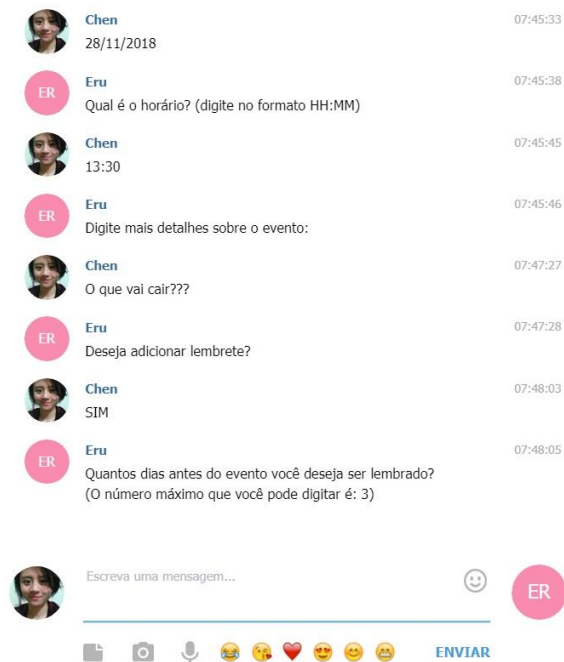 Chen 07:45:33
28/11/2018
ER
Eru 07:45:38
Qual é o horário? (digite no formato HH:MM)
Chen 07:45:45
13:30
ER
Eru 07:45:46
Digite mais detalhes sobre o evento:
Chen 07:47:27
O que vai cair???
ER
Eru 07:47:28
Deseja adicionar lembrete?
Chen 07:48:03
SIM
ER
Eru 07:48:05
Quantos dias antes do evento você deseja ser lembrado?
(O número máximo que você pode digitar é: 3)
Escreva uma mensagem...
ER
ENVIAR